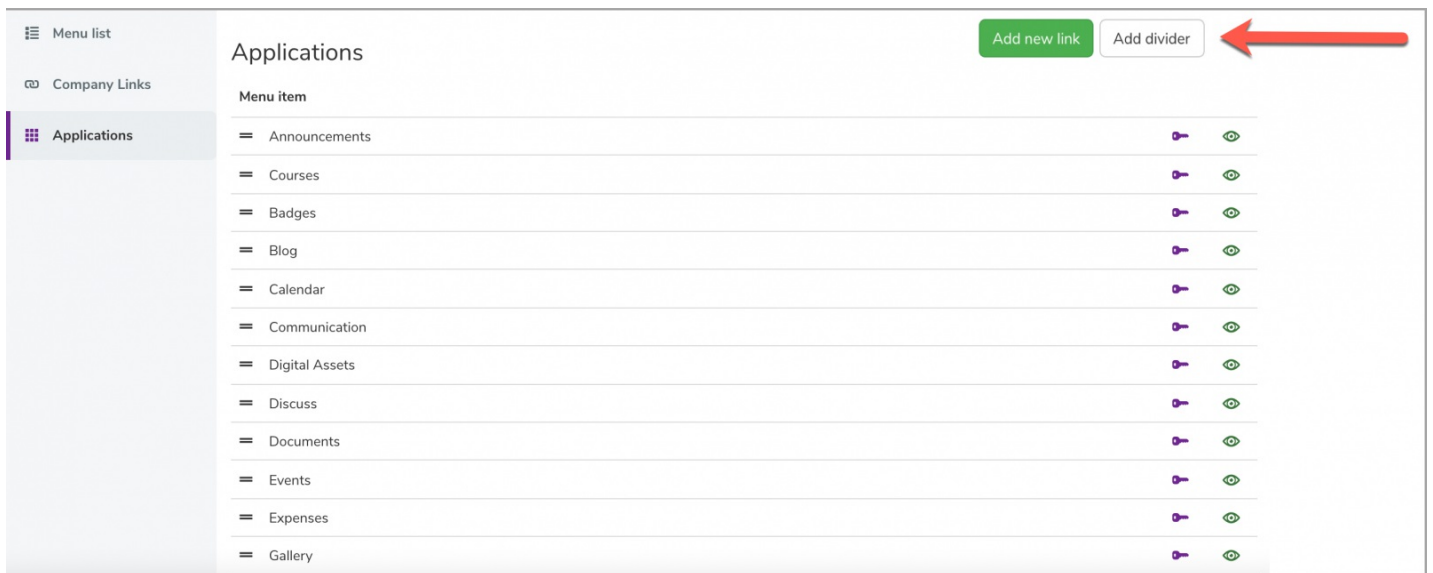 Menu list
Company Links
Applications
Applications
Add new link
Add divider
Menu item
Announcements
Courses
Badges
Blog
Calendar
Communication
Digital Assets
Discuss
Documents
Events
Expenses
Gallery